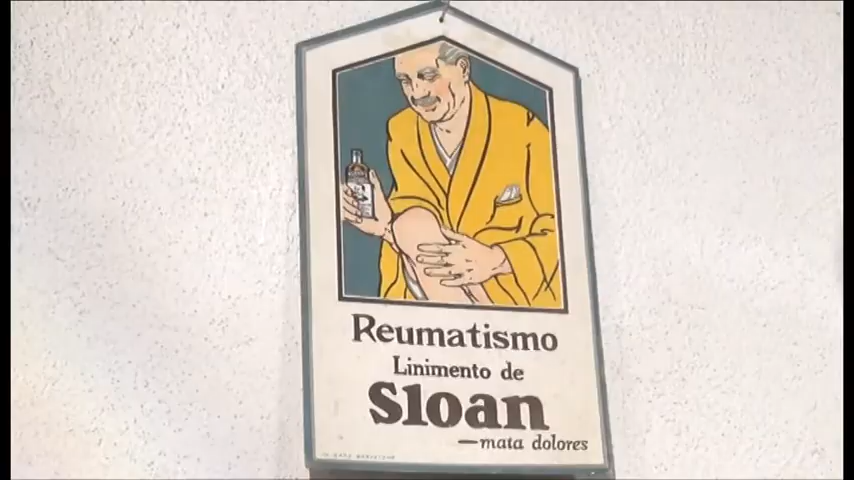 Reumatismo
Linimento de
Sloan
—mata dolores